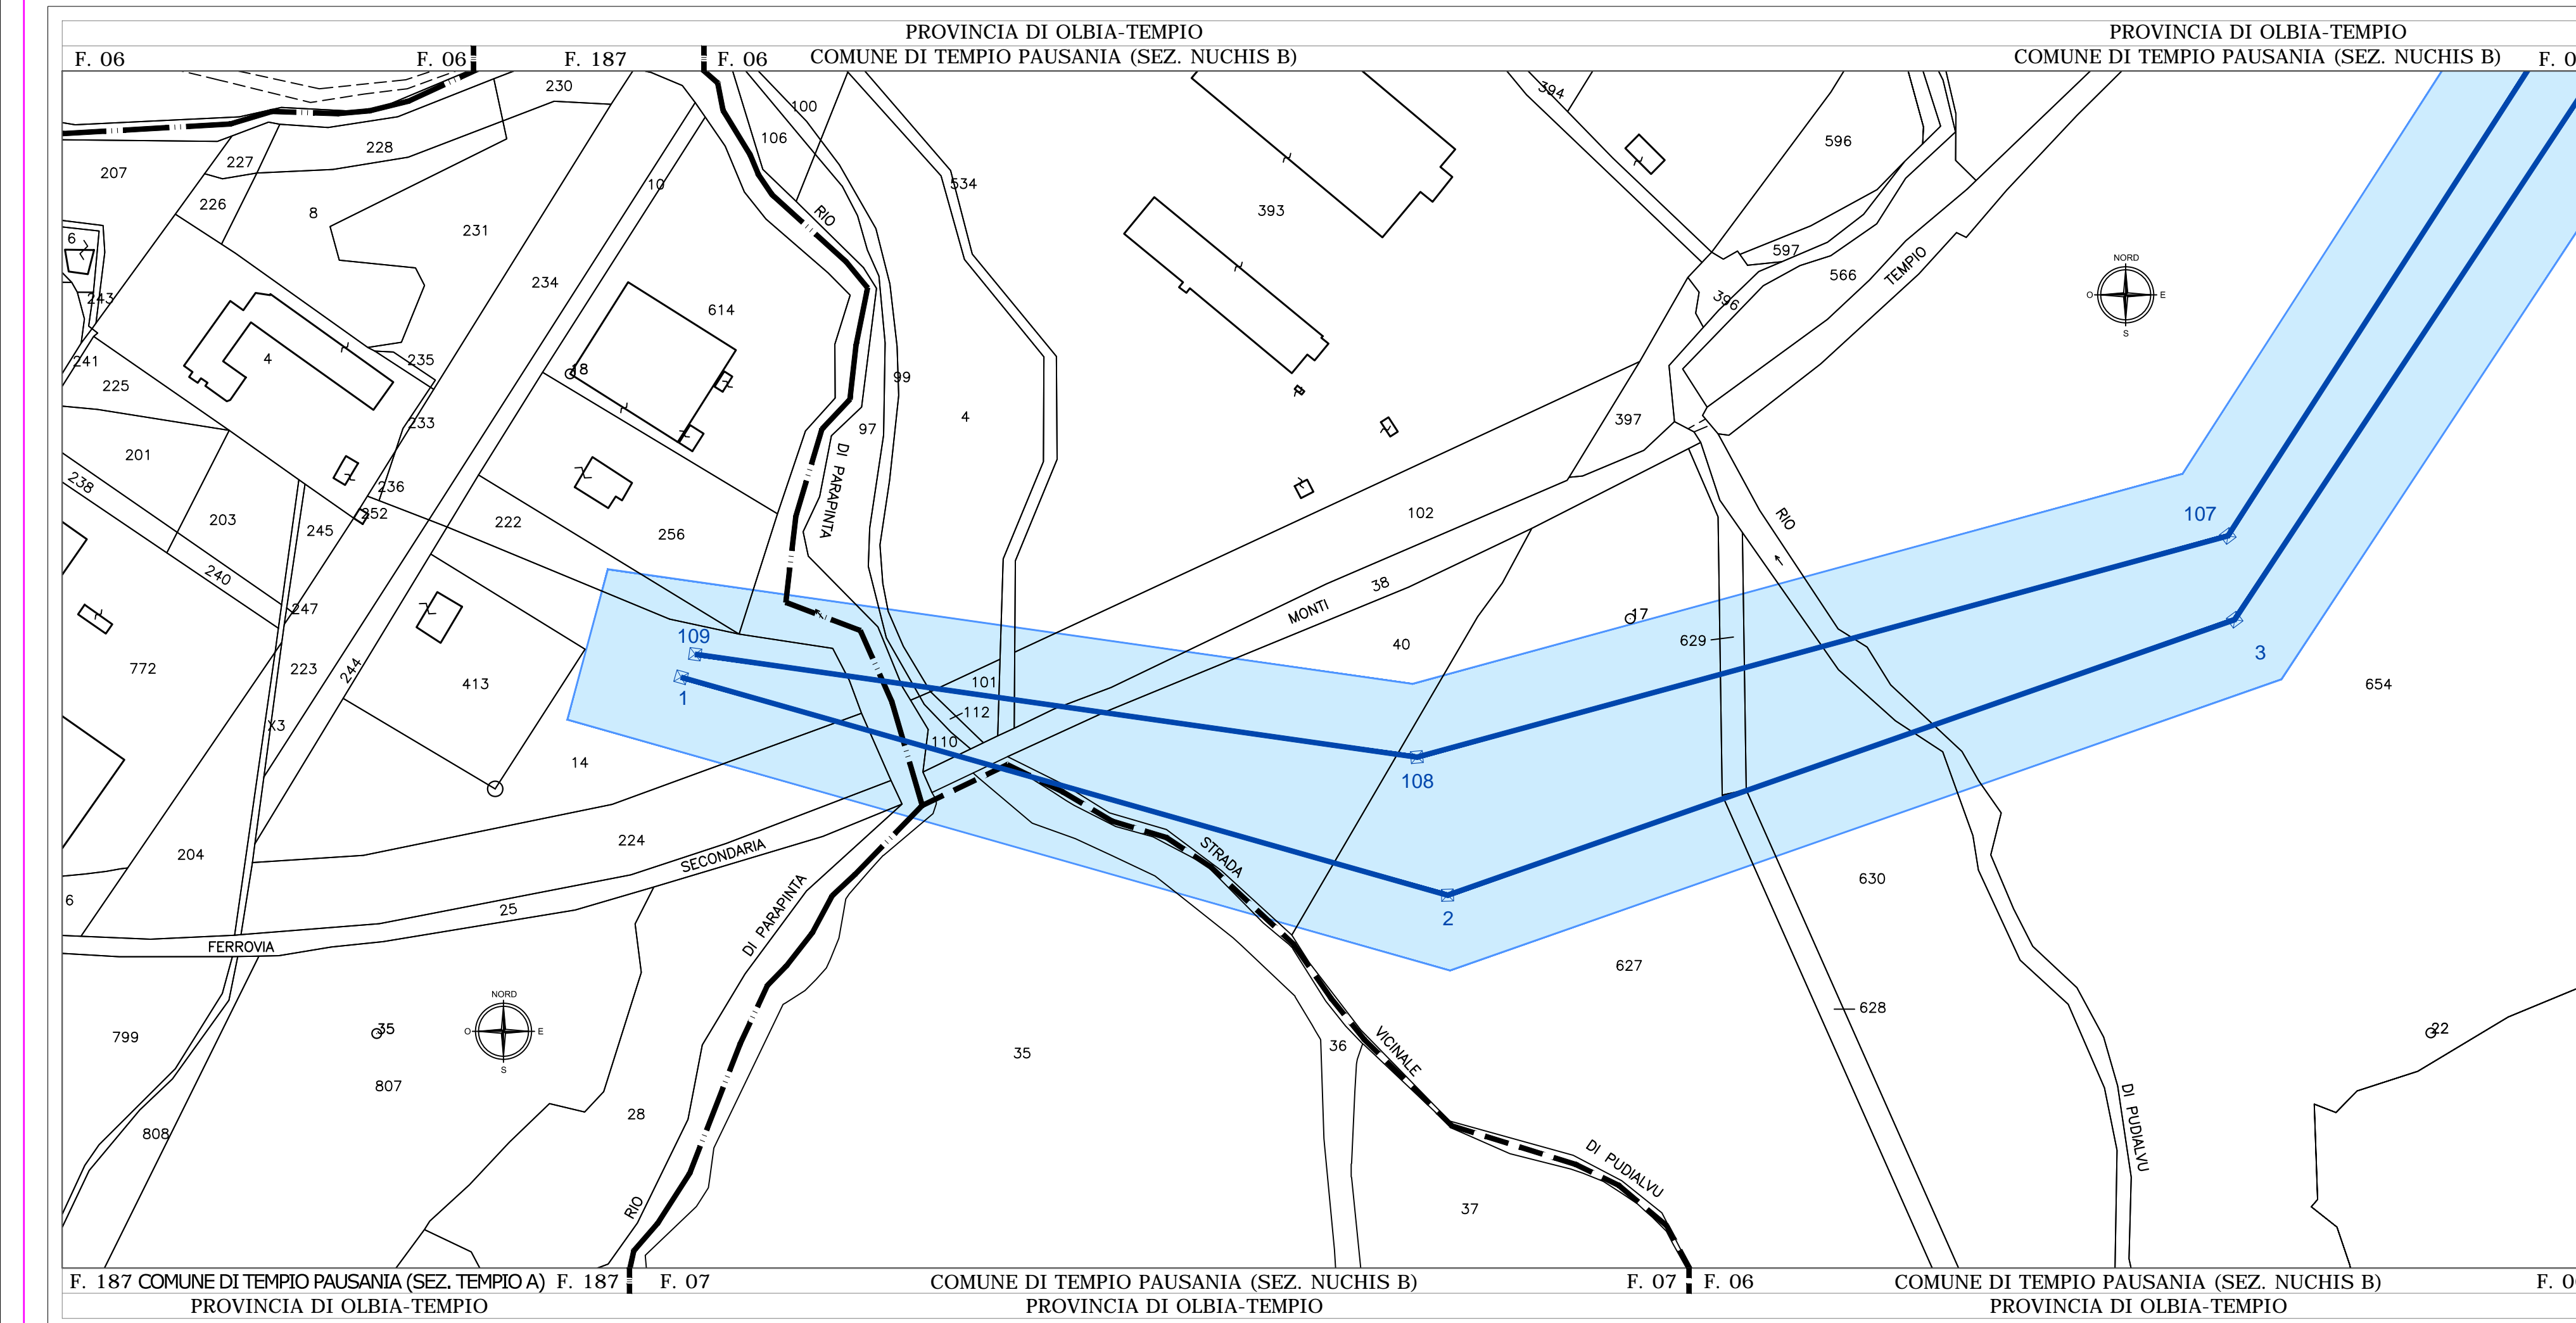 PROVINCIA DI OLBIA-TEMPIO
PROVINCIA DI OLBIA-TEMPIO
F. 06
F. 06
F. 187
F. 06
COMUNE DI TEMPIO PAUSANIA (SEZ. NUCHIS B)
COMUNE DI TEMPIO PAUSANIA (SEZ. NUCHIS B)
230
100
394
106
228
227
596
207
10
534
226
8
RIO
393
231
6
597
TEMPIO
NORD
O E
S
566
234
243
396
614
241
235
4
18
225
99
4
397
233
97
201
DI PARAPINTA
238
236
107
252
102
203
222
RIO
245
256
240
38
247
MONTI
17
109
629
40
3
772
223
244
413
101
654
1
112
X3
110
14
108
224
STRADA
204
SECONDARIA
630
6
DI PARAPINTA
25
2
FERROVIA
627
NORD
O E
S
628
35
22
799
VICINALE
36
35
807
28
DI PUDIALVU
808
DI PUDIALVU
RIO
37
F. 187
COMUNE DI TEMPIO PAUSANIA (SEZ. TEMPIO A)
F. 187
F. 07
COMUNE DI TEMPIO PAUSANIA (SEZ. NUCHIS B)
F. 07
F. 06
COMUNE DI TEMPIO PAUSANIA (SEZ. NUCHIS B)
PROVINCIA DI OLBIA-TEMPIO
PROVINCIA DI OLBIA-TEMPIO
PROVINCIA DI OLBIA-TEMPIO